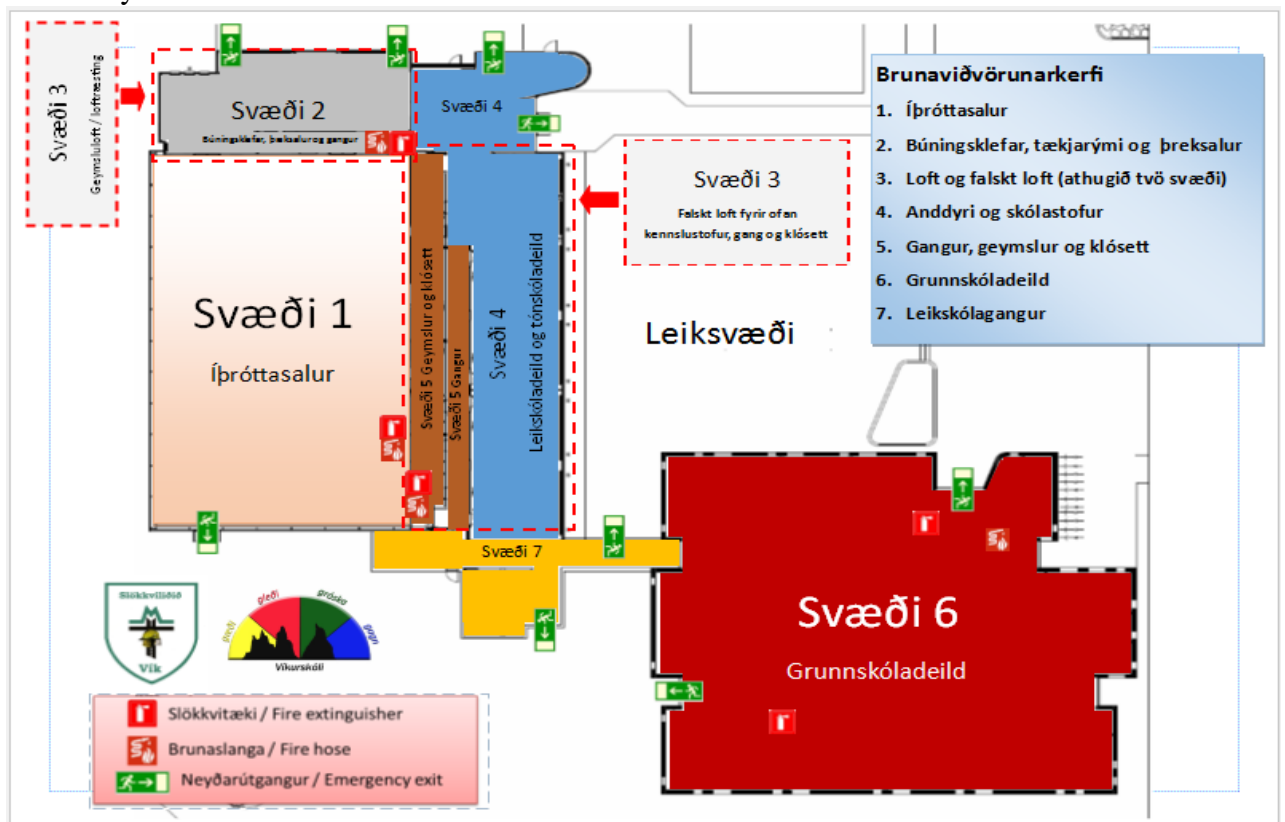 Svæði 3
Geymsluloft / loftræsting
Svæði 2
Búningsklefar, þreksalur og gangur
Svæði 4
Brunaviðvörunarkerfi
1. Íþróttasalur
2. Búningsklefar, tækjarými og þreksalur
3. Loft og falskt loft (athugið tvö svæði)
4. Anddyri og skólastofur
5. Gangur, geymslur og klósett
6. Grunnskóladeild
7. Leikskólagangur
Svæði 3
Falskt loft fyrir ofan
kennslustofur, gang og klósett
Svæði 1
Íþróttasalur
Svæði 5 Geymslur og klósett
Svæði 5 Gangur
Svæði 4
Leikskóladeild og tónskóladeild
Leiksvæði
Svæði 7
Svæði 6
Grunnskóladeild
Slökkviliðið
Vík
gleði
gróska
gagn
Víkurskóli
Slökkvitæki / Fire extinguisher
Brunaslanga / Fire hose
Neyðarútgangur / Emergency exit